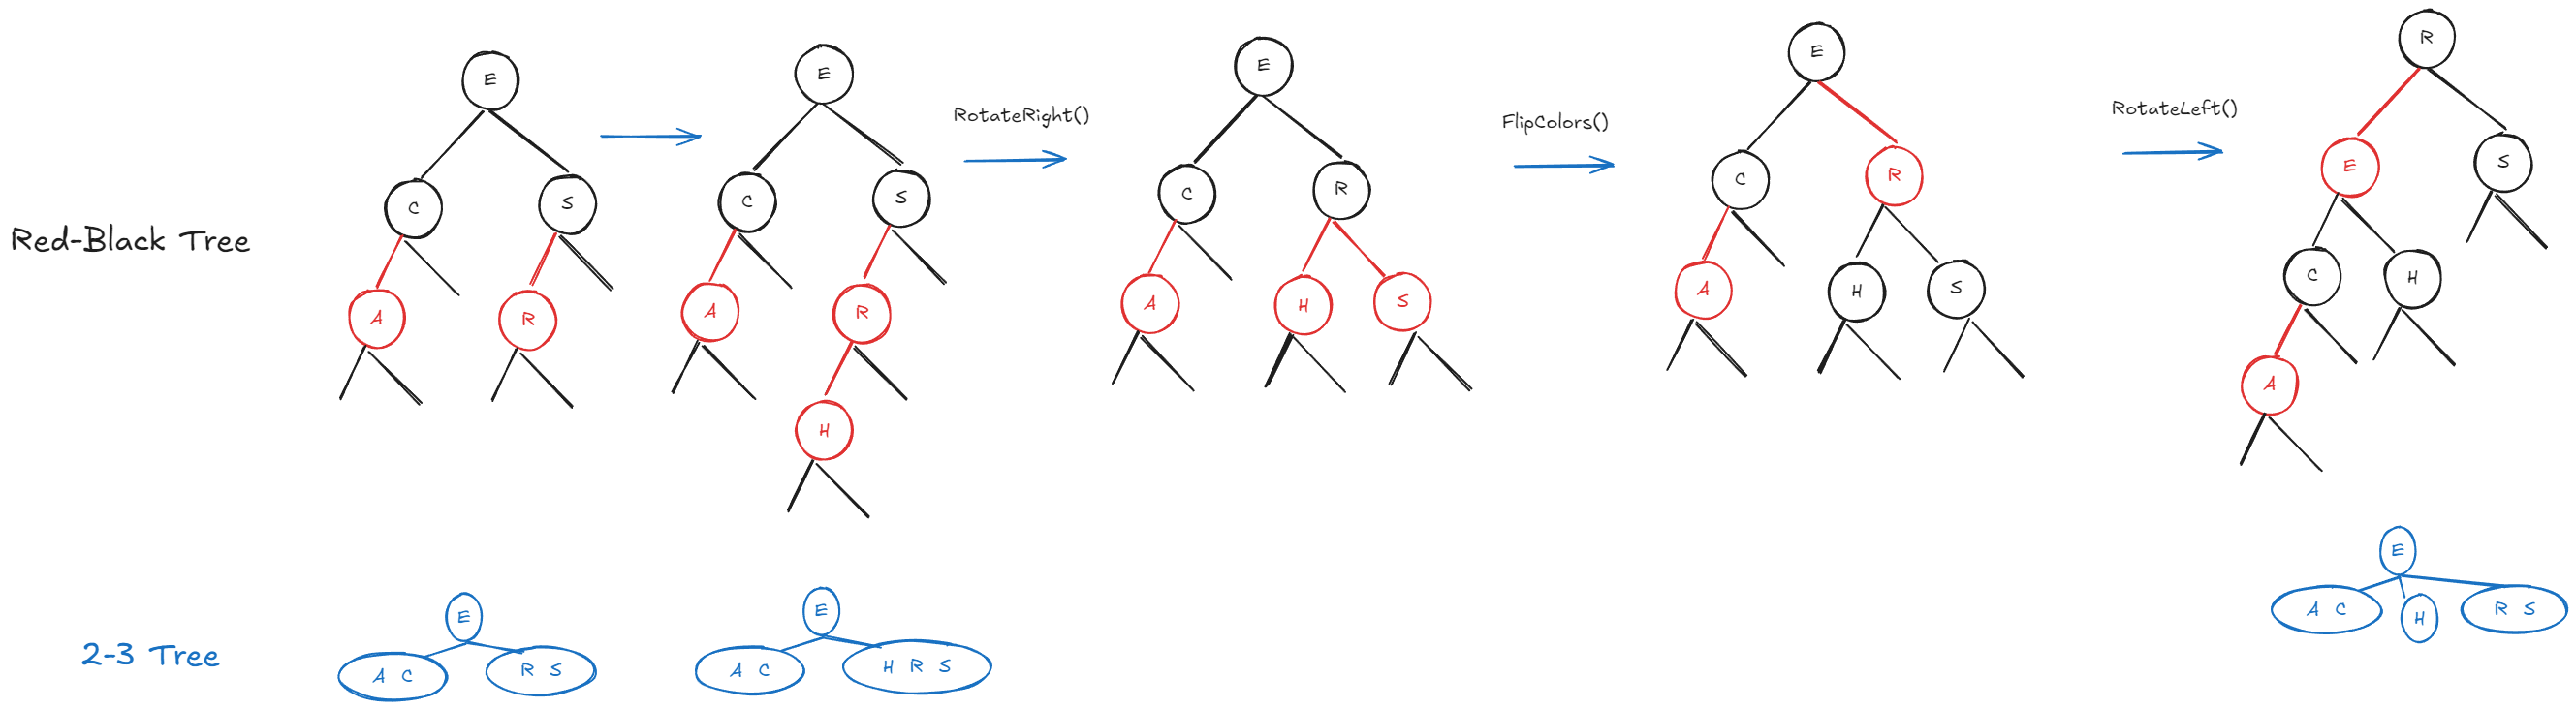 R
E
E
E
E
RotateLeft()
RotateRight()
FlipColors()
E
S
C
R
C
S
C
R
C
S
Red-Black Tree
C
H
A
R
A
R
A
H
S
A
H
S
A
H
E
E
E
A C
H
R S
2-3 Tree
A C
R S
A C
H R S